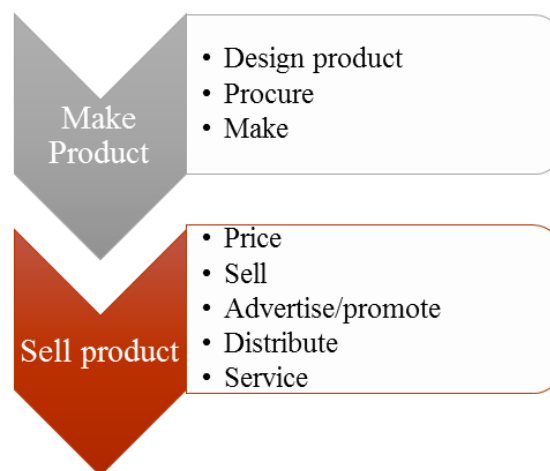 Make
Product
• Design product
• Procure
• Make
Sell product
• Price
• Sell
• Advertise/promote
• Distribute
• Service